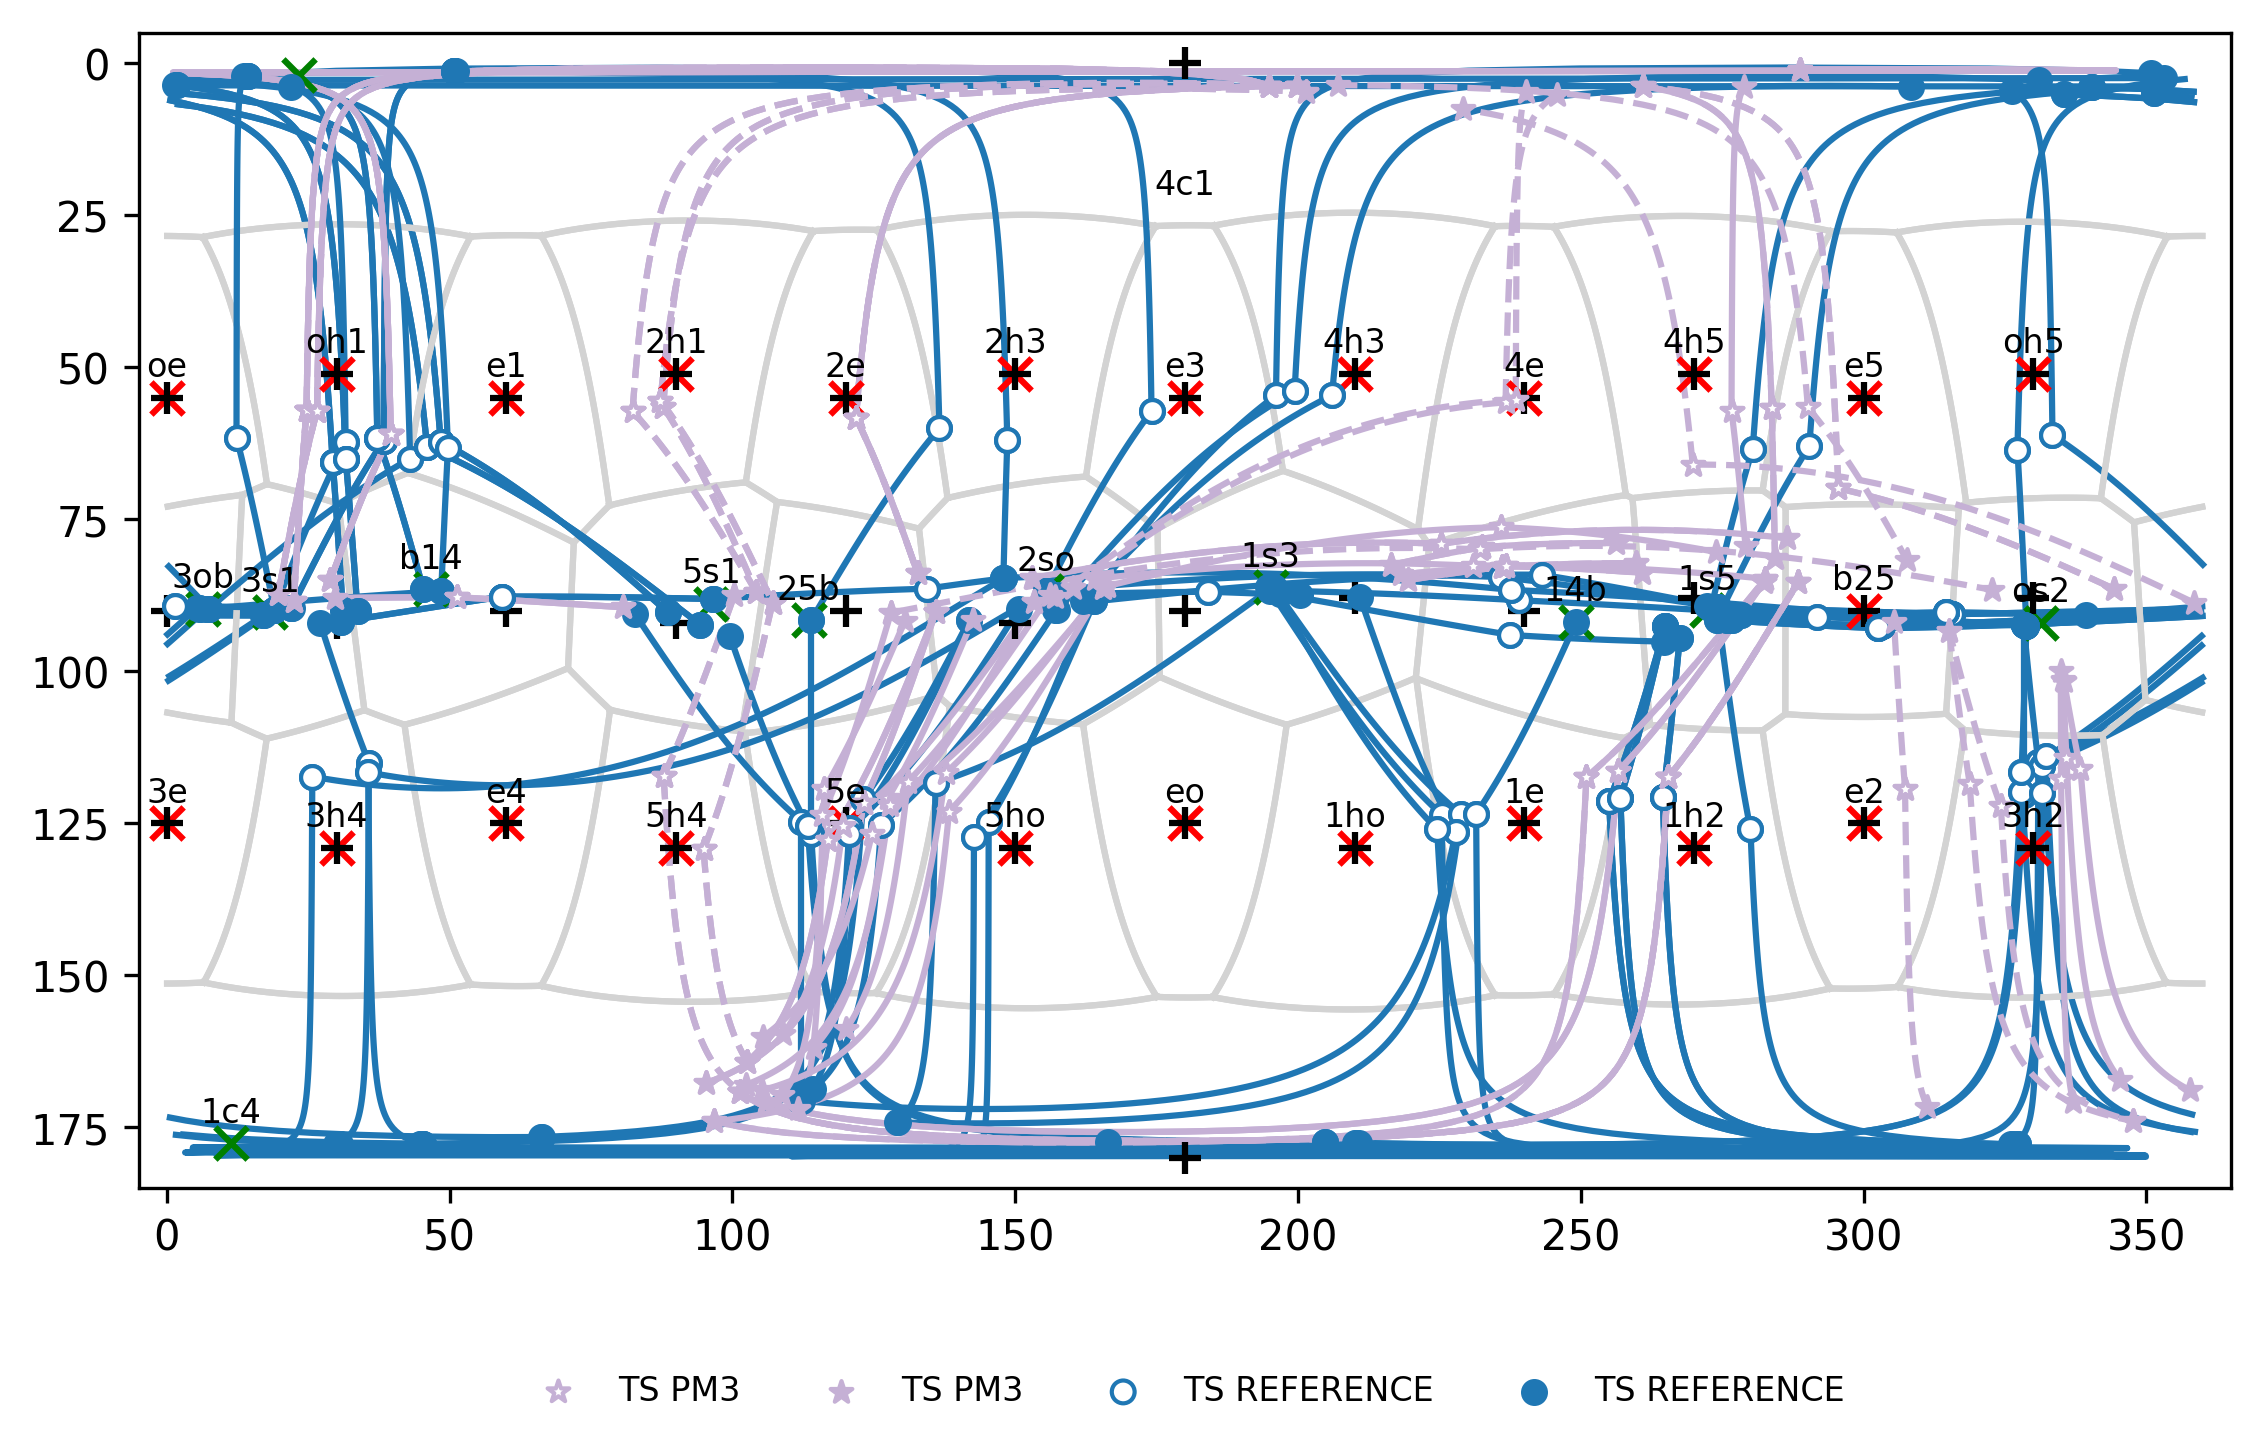 0
4c1
25
oh1 2h1 2h3 4h3 4h5 oh5
oe e1 2e e3 4e e5
50
75
3ob 3s1 b14 5s1 25b 2so 1s3 14b 1s5 b25 os2
100
3e e4 5e eo 1e e2
3h4 5h4 5ho 1ho 1h2 3h2
125
150
1c4
175
0 50 100 150 200 250 300 350
TS PM3 TS PM3 TS REFERENCE TS REFERENCE